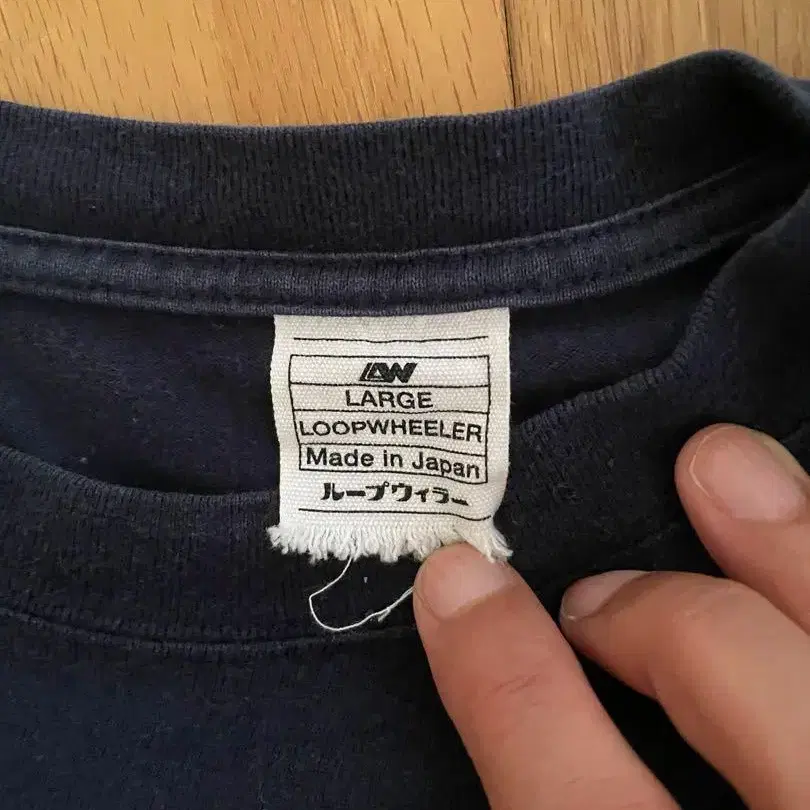 LW
LARGE
LOOPWHEELER
Made in Japan
ループウィラー